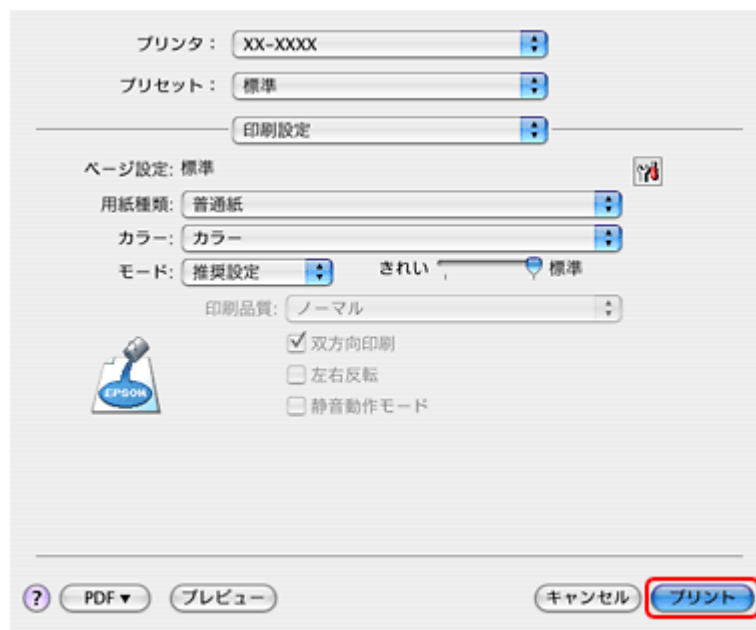 プリンタ： XX-XXXX
プリセット： 標準
印刷設定
ページ設定: 標準
用紙種類: 普通紙
カラー: カラー
モード: 推奨設定 きれい 標準
印刷品質: ノーマル
双方向印刷
左右反転
EPSON
静音動作モード
? PDF▼ プレビュー キャンセル プリント